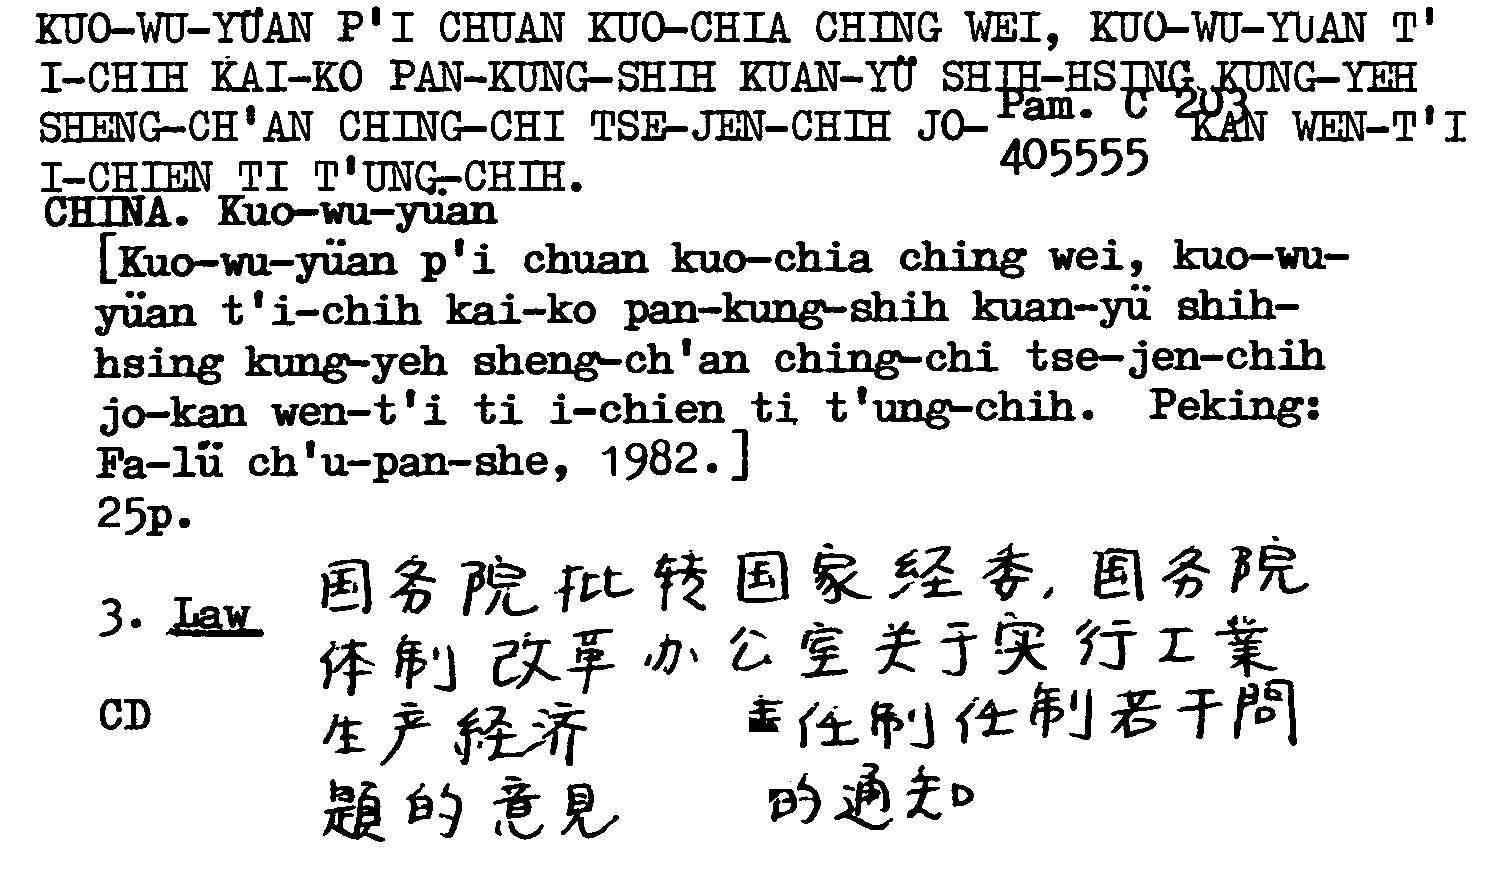 KUO-WU-YÜAN P'I CHUAN KUO-CHIA CHING WEI, KUO-WU-YUAN T'
I-CHIH KAI-KO PAN-KUNG-SHIH KUAN-YÜ SHIH-HSING KUNG-YEH
Pam. C 203
SHENG-CH'AN CHING-CHI TSE-JEN-CHIH JO- KAN WEN-T'I
405555
I-CHIEN TI T'UNG-CHIH.
CHINA. Kuo-wu-yüan
[Kuo-wu-yüan p'i chuan kuo-chia ching wei, kuo-wu-
yüan t'i-chih kai-ko pan-kung-shih kuan-yü shih-
hsing kung-yeh sheng-ch'an ching-chi tse-jen-chih
jo-kan wen-t'i ti i-chien ti t'ung-chih. Peking:
Fa-lü ch'u-pan-she, 1982.]
25p.
国务院批转国家经委, 国务院
3. Law
体制改革办公室关于实行工業
CD
生产経济 任制任制若干問
題的意見 的通知